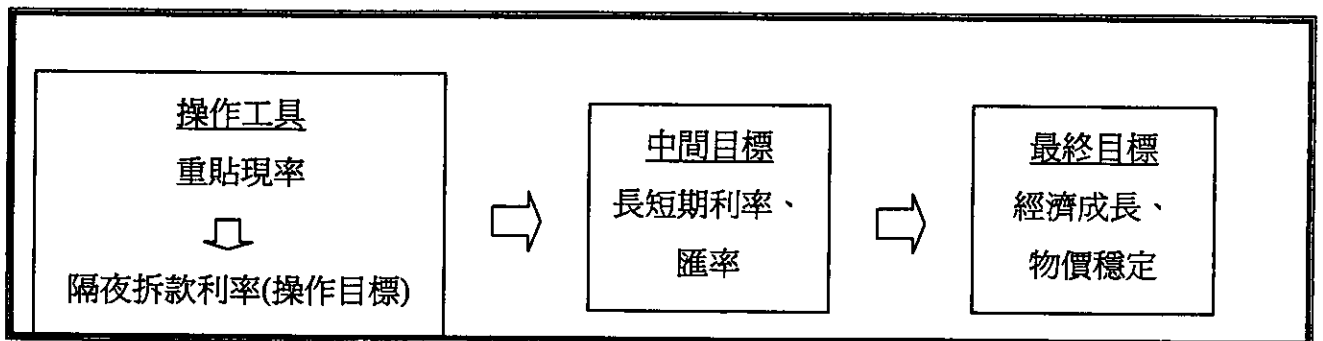 操作工具
重貼現率
隔夜拆款利率(操作目標)
中間目標
長短期利率、
匯率
最終目標
經濟成長、
物價穩定